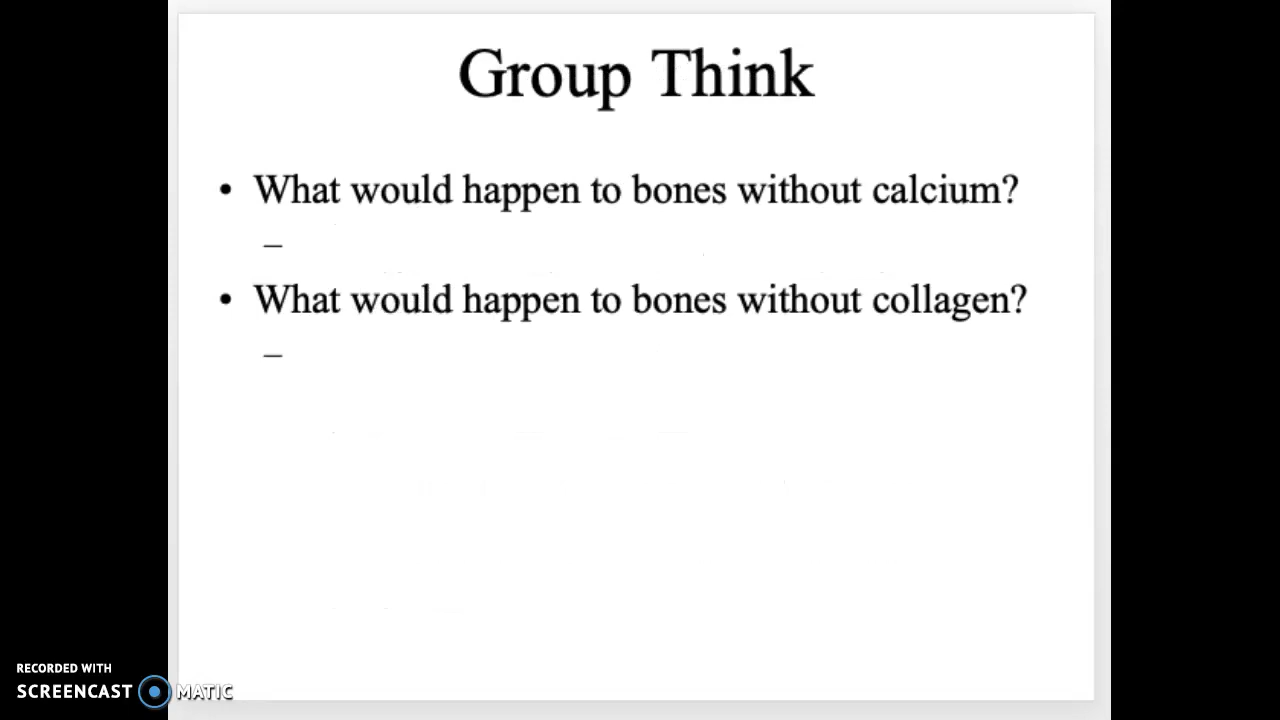 Group Think
• What would happen to bones without calcium?
–
• What would happen to bones without collagen?
–
RECORDED WITH
SCREENCAST MATIC